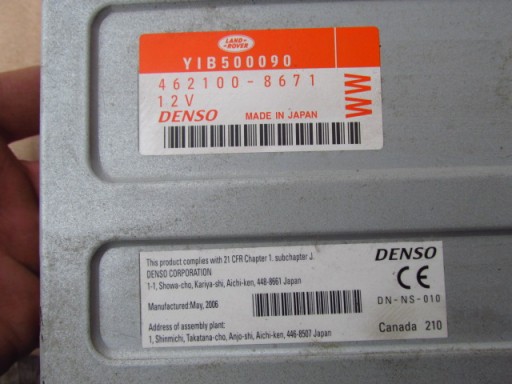 LAND-
ROVER
YIB500090
462100-8671
12V
DENSO MADE IN JAPAN
WW
This product complies with 21 CFR Chapter 1. subchapter J.
DENSO CORPORATION
1-1, Showa-cho, Kariya-shi, Aichi-ken, 448-8661 Japan
Manufactured:May, 2006
Address of assembly plant:
1, Shinmichi, Takatana-cho, Anjo-shi, Aichi-ken, 446-8507 Japan
DENSO
CE
DN-NS-010
Canada 210